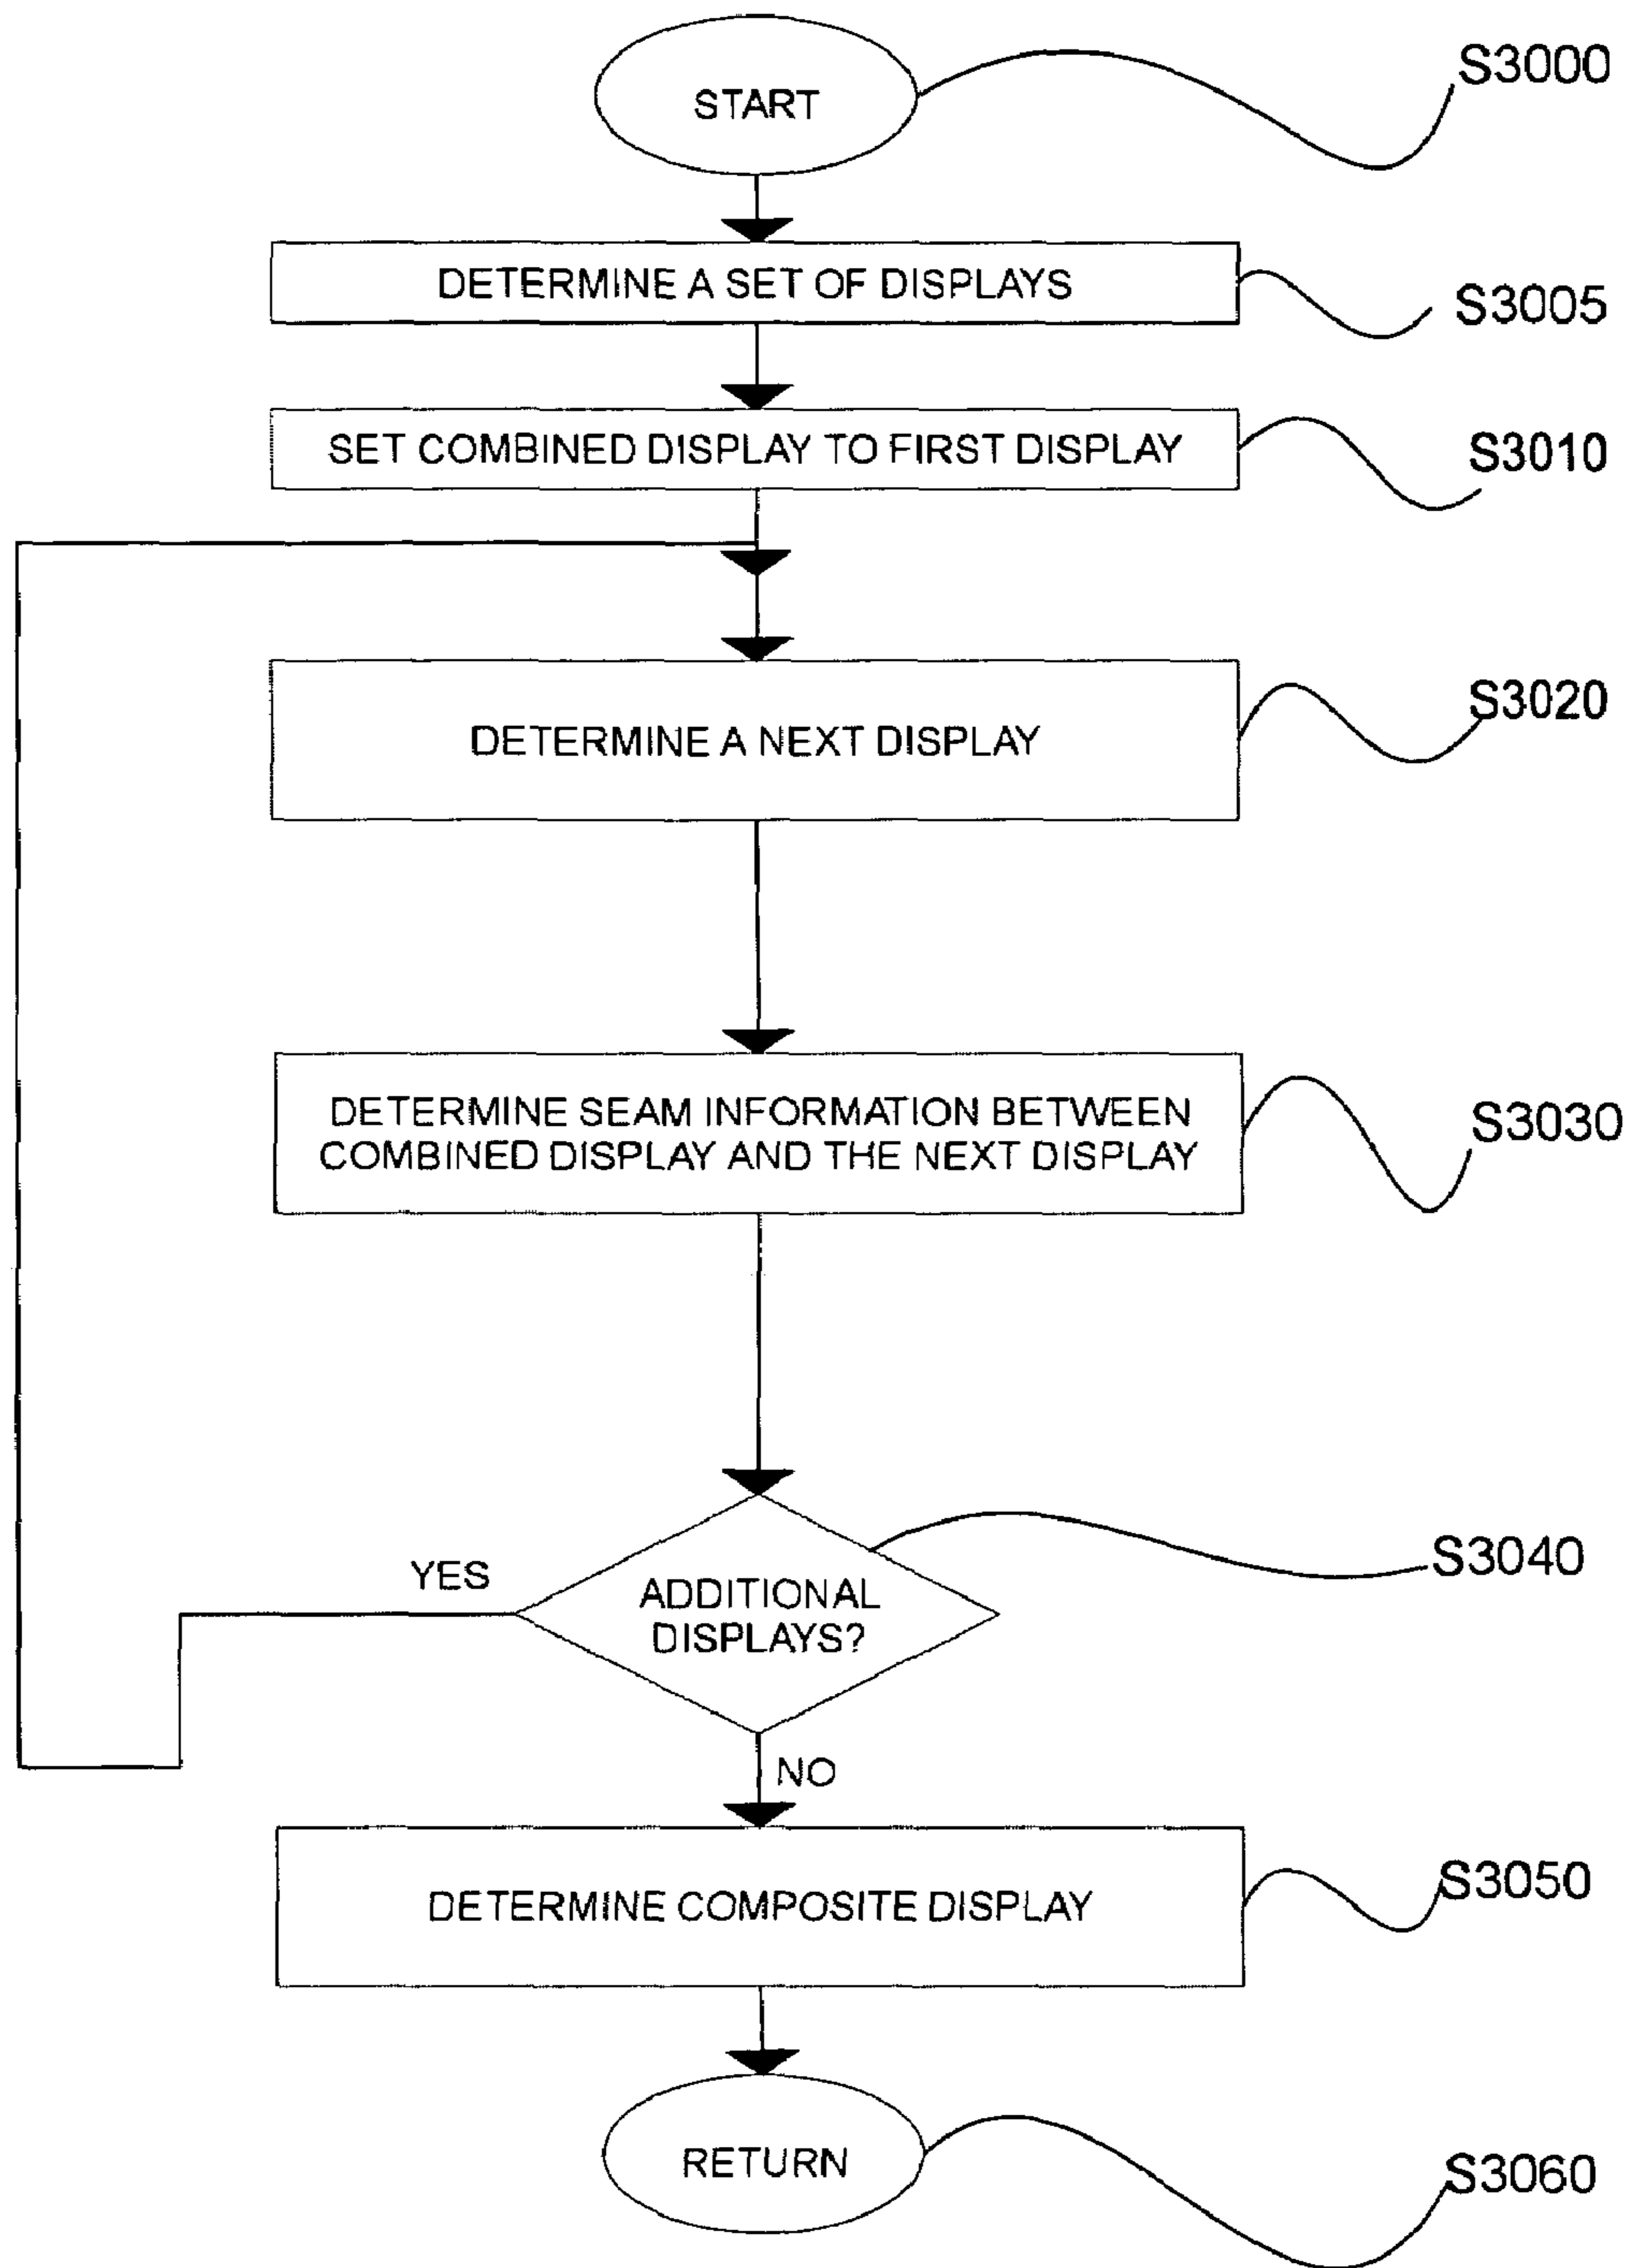 START
S3000
DETERMINE A SET OF DISPLAYS
S3005
SET COMBINED DISPLAY TO FIRST DISPLAY
S3010
DETERMINE A NEXT DISPLAY
S3020
DETERMINE SEAM INFORMATION BETWEEN
COMBINED DISPLAY AND THE NEXT DISPLAY
S3030
YES
ADDITIONAL
DISPLAYS?
S3040
NO
DETERMINE COMPOSITE DISPLAY
S3050
RETURN
S3060